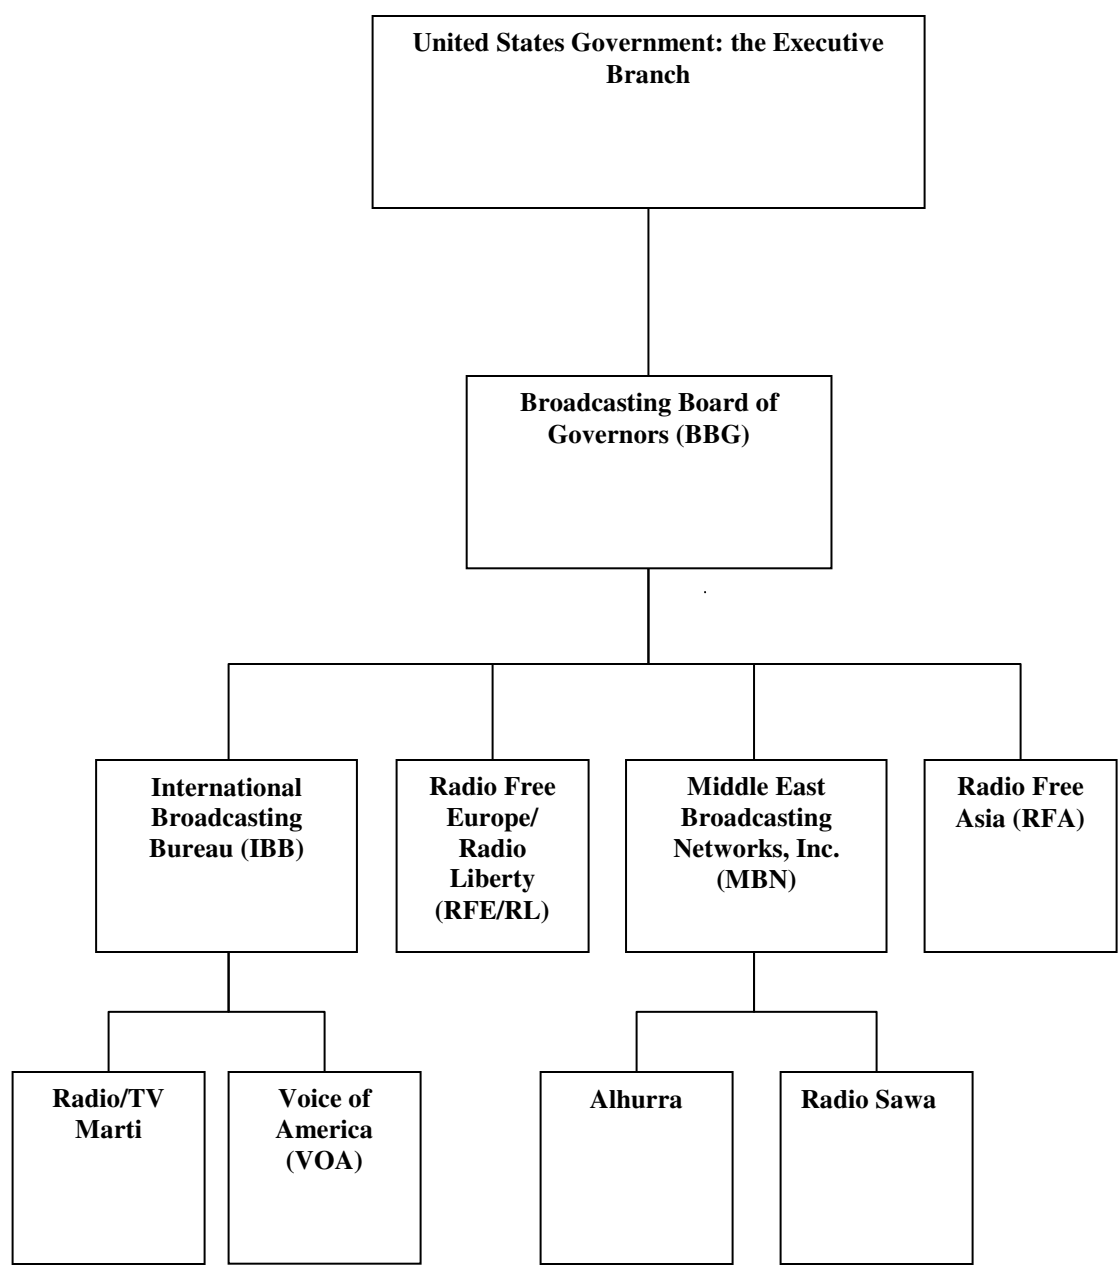 United States Government: the Executive
Branch
Broadcasting Board of
Governors (BBG)
International
Broadcasting
Bureau (IBB)
Radio Free
Europe/
Radio
Liberty
(RFE/RL)
Middle East
Broadcasting
Networks, Inc.
(MBN)
Radio Free
Asia (RFA)
Radio/TV
Marti
Voice of
America
(VOA)
Alhurra
Radio Sawa